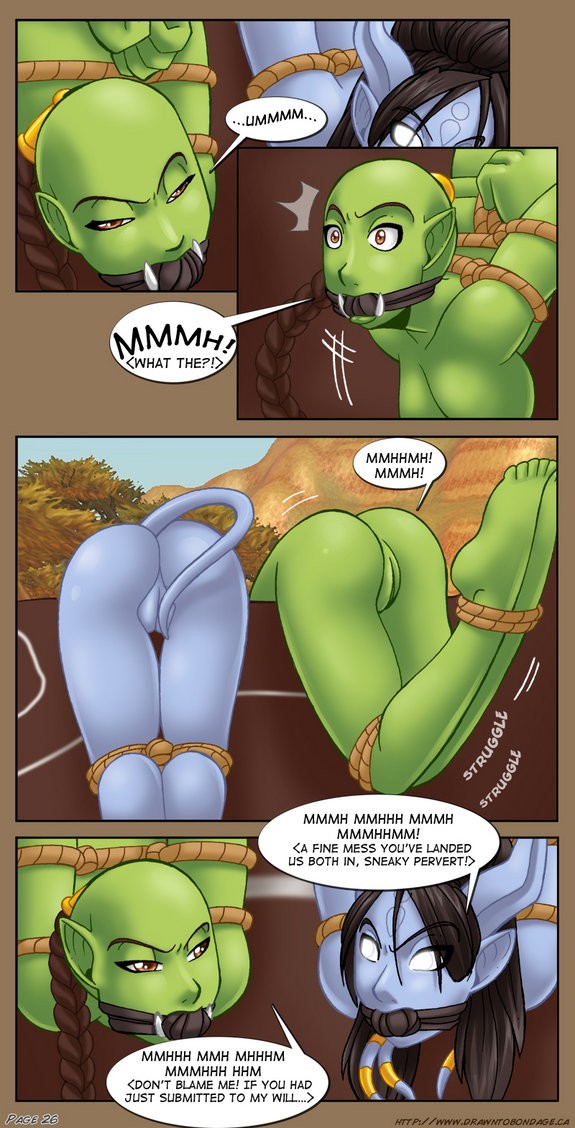 ...UMMMM...
MMMH!
<WHAT THE?!>
MMHHMH!
MMMH!
STRUGGLE
STRUGGLE
MMMH MMHHH MMMH
MMMHHMM!
<A FINE MESS YOU'VE LANDED
US BOTH IN, SNEAKY PERVERT!>
MMHHH MMH MHHHM
MMMHHH HHM
<DON'T BLAME ME! IF YOU HAD
JUST SUBMITTED TO MY WILL...>
PAGE 26
HTTP://WWW.DRAWNTOBONDAGE.CA